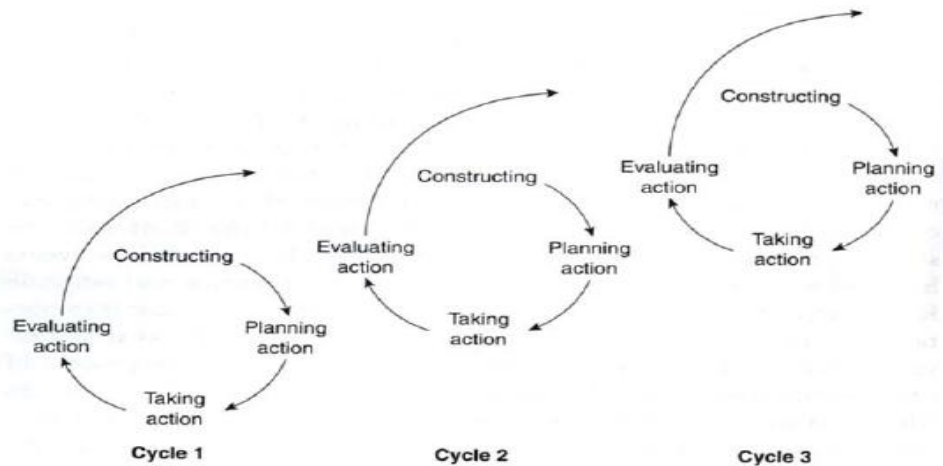 Constructing
Evaluating
action
Planning
action
Taking
action
Cycle 1
Constructing
Evaluating
action
Planning
action
Taking
action
Cycle 2
Constructing
Evaluating
action
Planning
action
Taking
action
Cycle 3